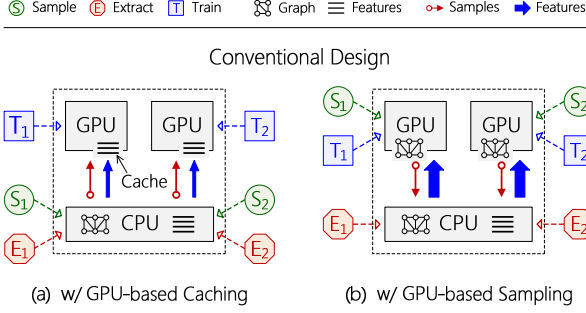 S Sample E Extract T Train Graph Features Samples Features
Conventional Design
T1 GPU GPU T2
Cache
S1 CPU S2
E1 E2
S1 GPU GPU S2
T1 T2
E1 CPU E2
(a) w/ GPU-based Caching
(b) w/ GPU-based Sampling